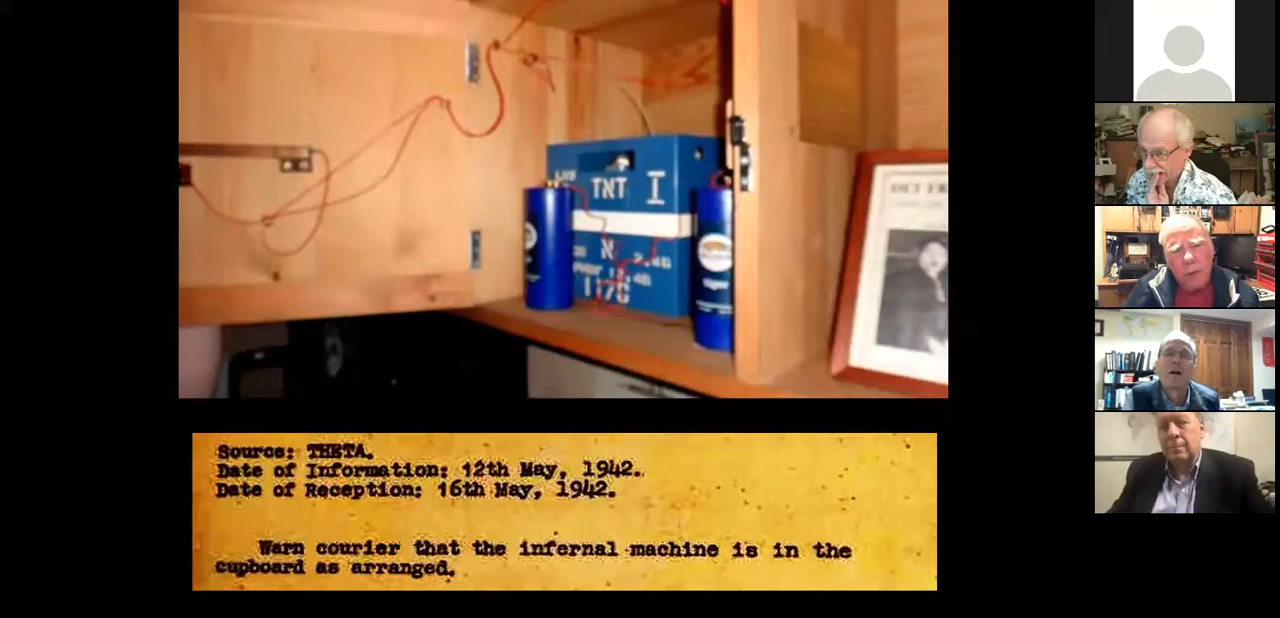 TNT I
N
1170
Source: THETA.
Date of Information: 12th May, 1942.
Date of Reception: 16th May, 1942.
Warn courier that the infernal machine is in the
cupboard as arranged.